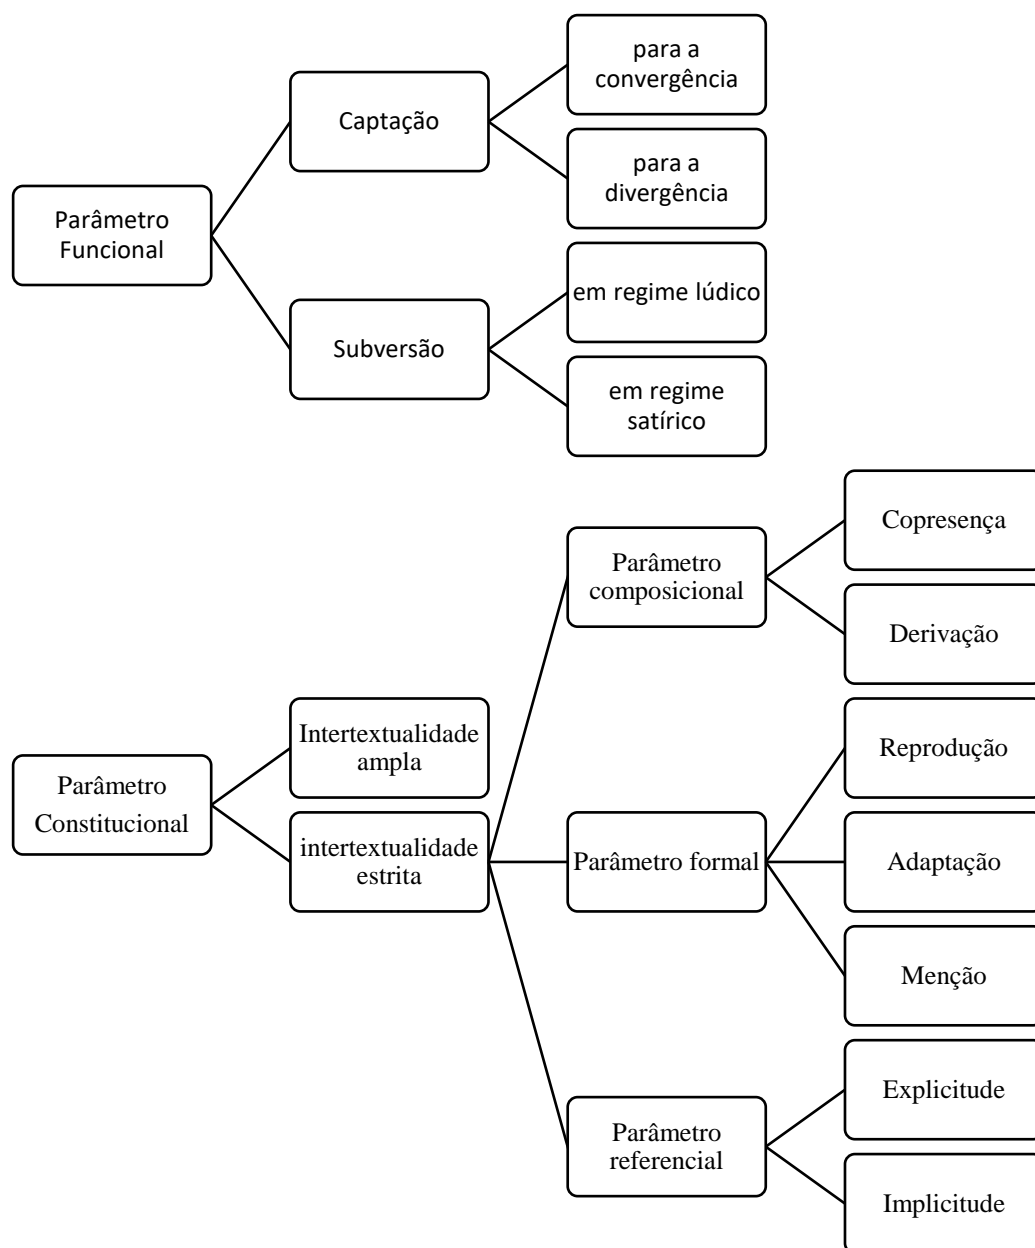 para a
convergência
Captação
para a
divergência
Parâmetro
Funcional
em regime lúdico
Subversão
em regime
satírico
Copresença
Parâmetro
composicional
Derivação
Intertextualidade
ampla
Reprodução
Parâmetro
Constitucional
intertextualidade
estrita
Parâmetro formal
Adaptação
Menção
Explicitude
Parâmetro
referencial
Implicitude